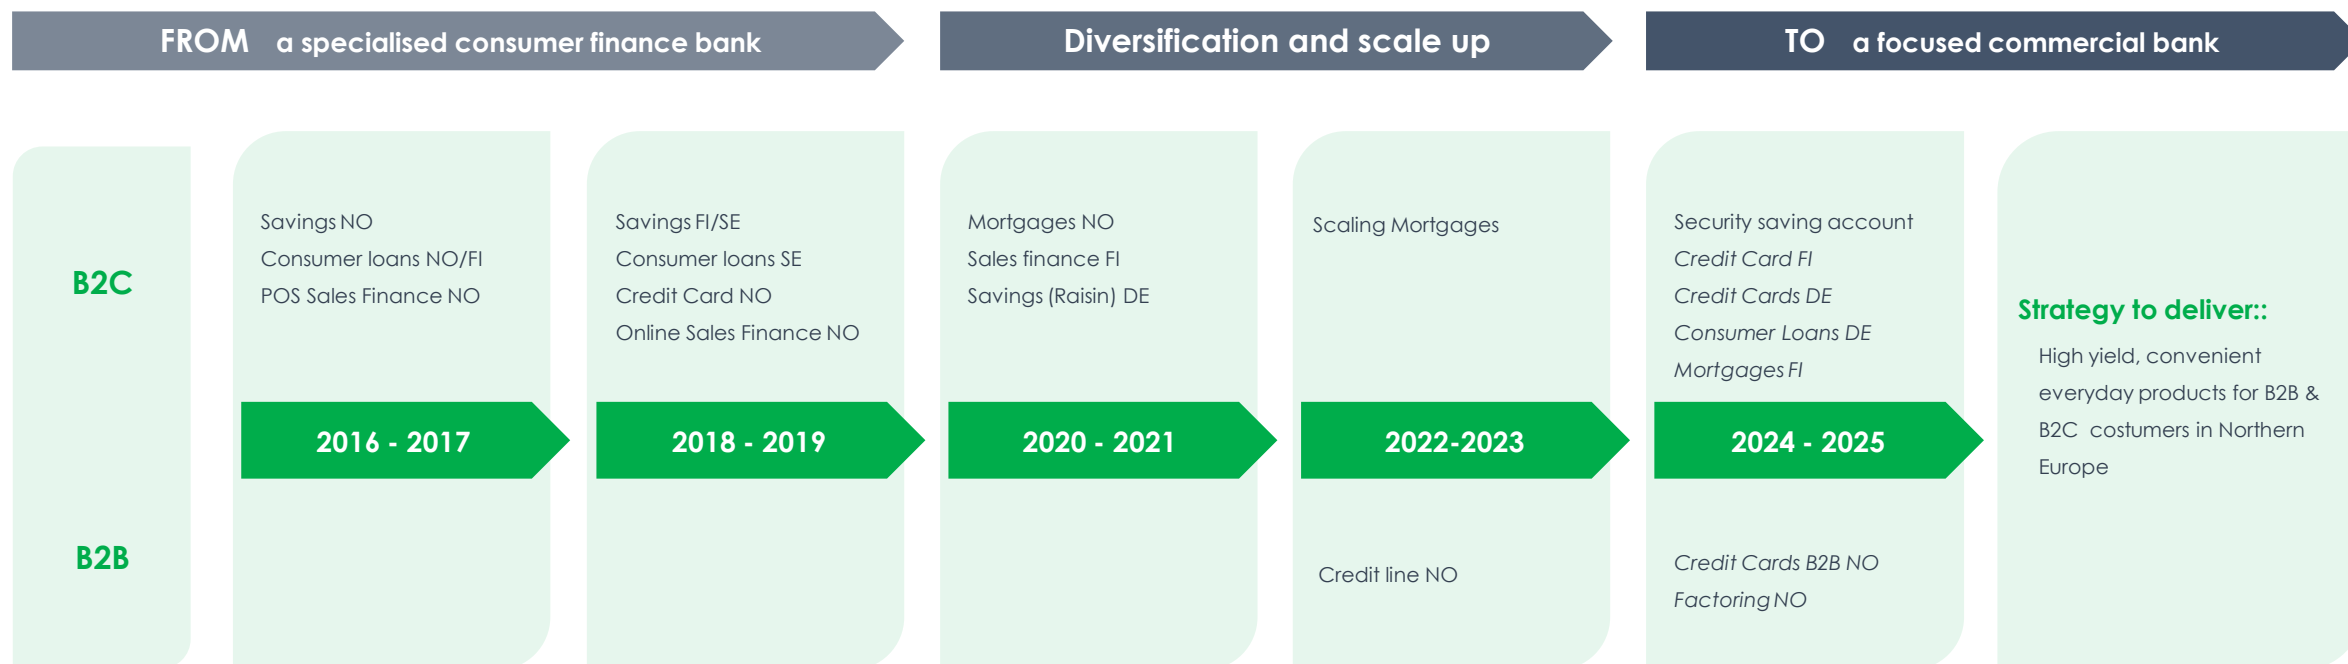 FROM a specialised consumer finance bank
Diversification and scale up
TO a focused commercial bank
B2C
Savings NO
Consumer loans NO/FI
POS Sales Finance NO
Savings FI/SE
Consumer loans SE
Credit Card NO
Online Sales Finance NO
Mortgages NO
Sales finance FI
Savings (Raisin) DE
Scaling Mortgages
Security saving account
Credit Card FI
Credit Cards DE
Consumer Loans DE
Mortgages FI
2016 - 2017
2018 - 2019
2020 - 2021
2022-2023
2024 - 2025
B2B
Credit line NO
Credit Cards B2B NO
Factoring NO
Strategy to deliver::
High yield, convenient
everyday products for B2B &
B2C costumers in Northern
Europe